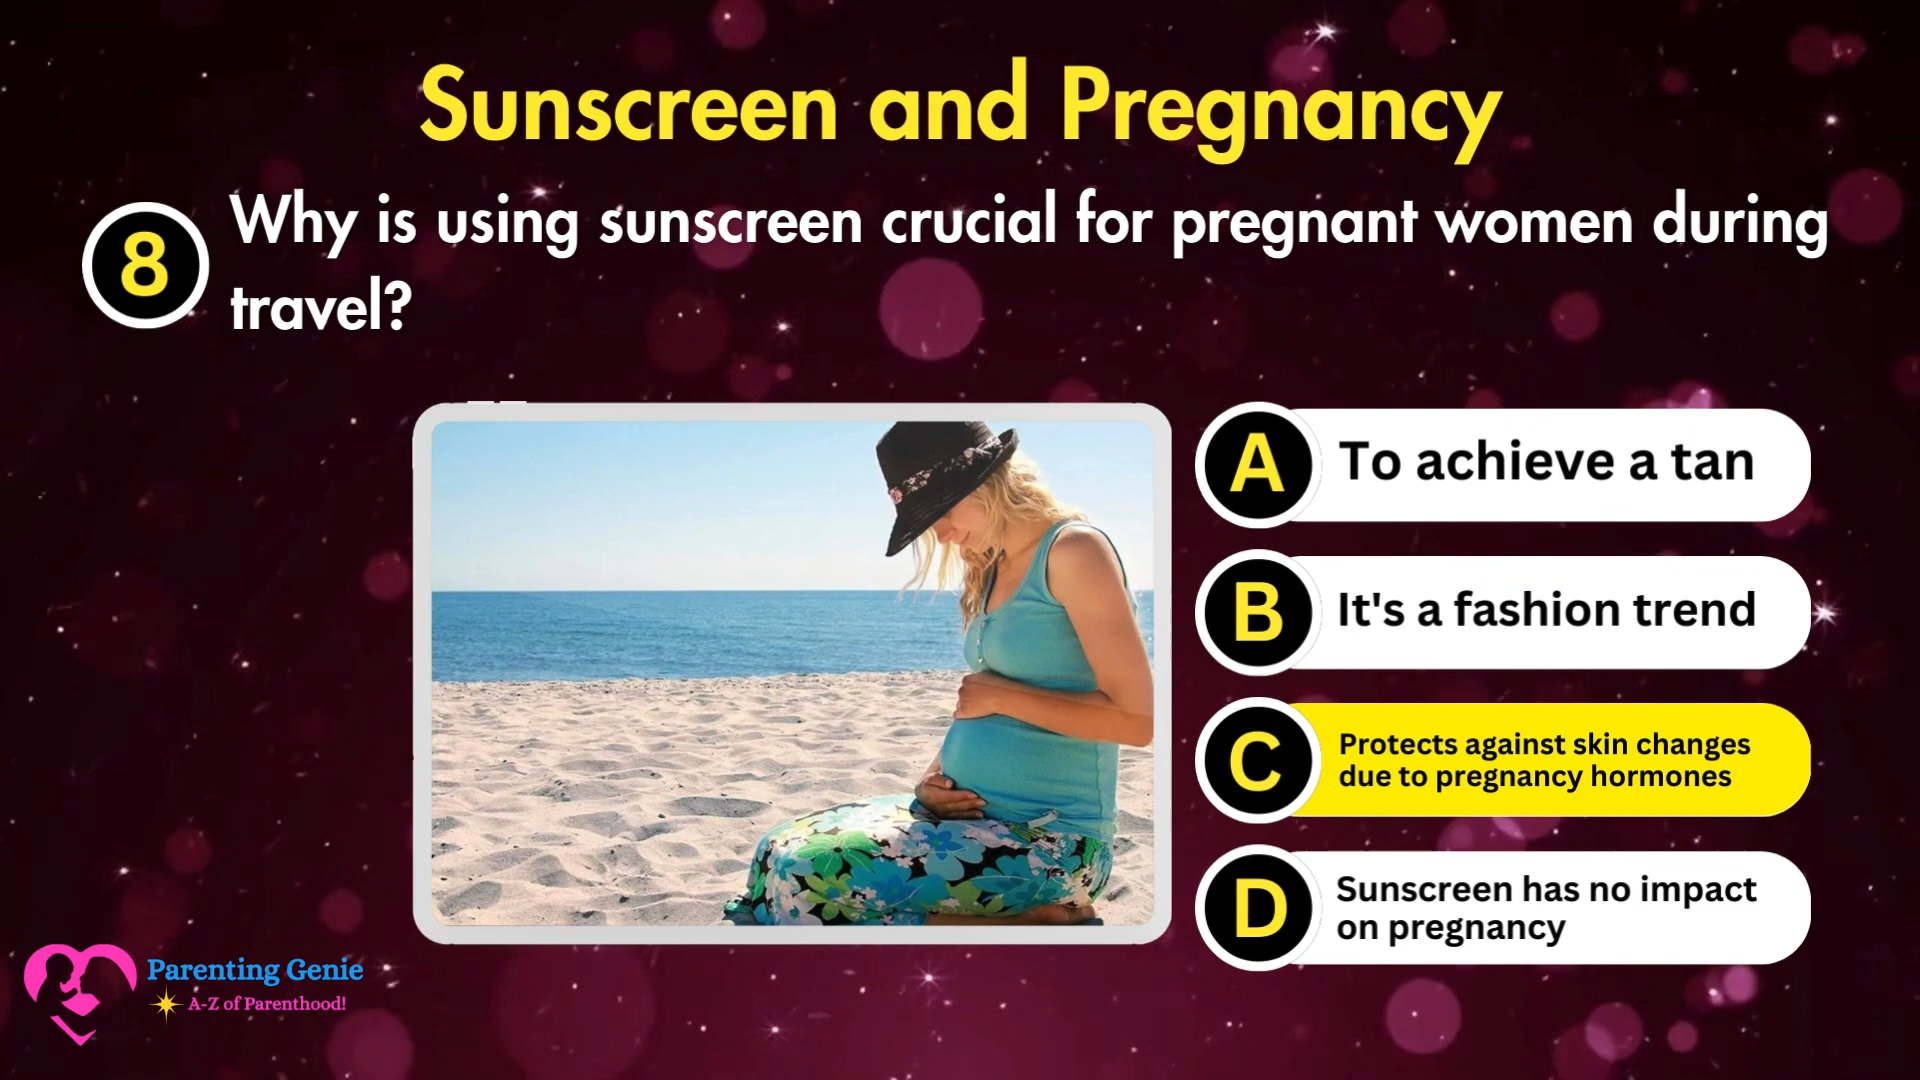 Sunscreen and Pregnancy
8
Why is using sunscreen crucial for pregnant women during
travel?
A
To achieve a tan
B
It's a fashion trend
C
Protects against skin changes
due to pregnancy hormones
D
Sunscreen has no impact
on pregnancy
Parenting Genie
A-Z of Parenthood!